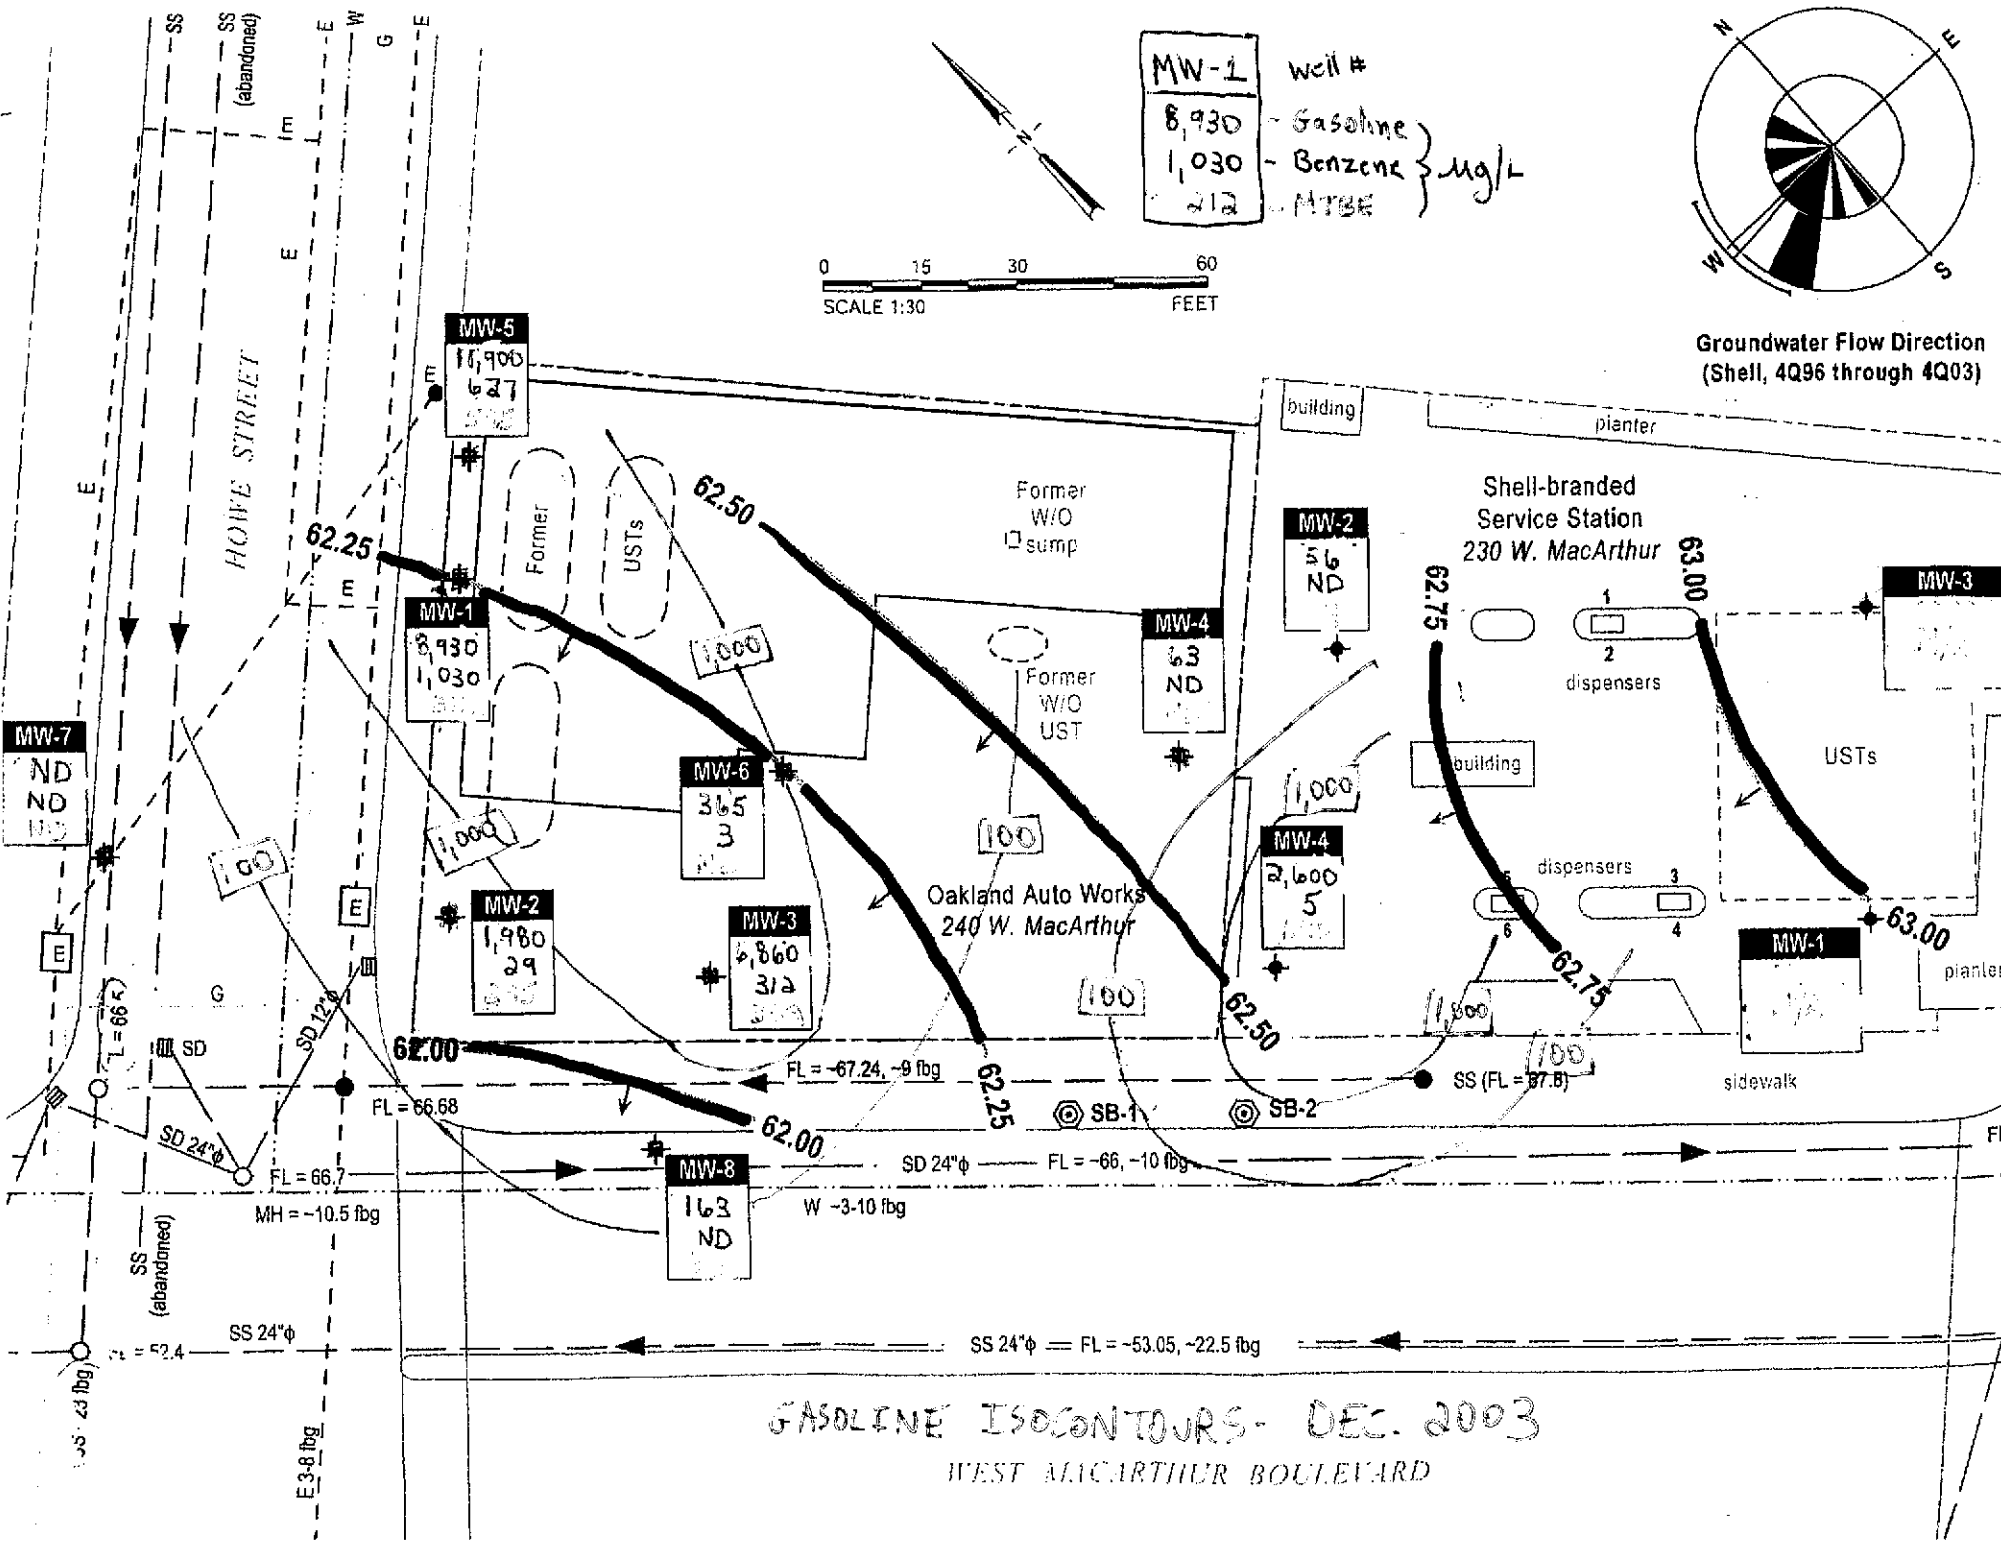 SS
SS
(abandoned)
E
W
G
E
MW-1 Well #
8,930 - Gasoline
1,030 - Benzene } µg/L
212 - MTBE
N
N
E
W
S
0 15 30 60
SCALE 1:30 FEET
Groundwater Flow Direction
(Shell, 4Q96 through 4Q03)
E
E
E
HOWE STREET
MW-5
11,900
627
E
62.25
E
MW-1
8,930
1,030
Former
USTs
62.50
1,000
Former
W/O
sump
Former
W/O
UST
building
planter
Shell-branded
Service Station
230 W. MacArthur
MW-2
56
ND
MW-4
63
ND
62.75
63.00
1
2
dispensers
MW-3
USTs
building
MW-7
ND
ND
ND
100
1,000
MW-6
365
3
100
1,000
MW-4
2,600
5
dispensers
5
6
3
4
E
E
MW-2
1,980
29
MW-3
6,860
312
Oakland Auto Works
240 W. MacArthur
100
62.50
62.75
1,000
100
MW-1
63.00
planter
G
SD
SD 12"ф
62.00
FL = ~67.24, ~9 fbg
62.25
SS (FL = 67.8)
sidewalk
FL = 66.68
SB-1
SB-2
62.00
SD 24"ф
FL = 66.7
MH = ~10.5 fbg
MW-8
163
ND
SD 24"ф
FL = ~66, ~10 fbg
W ~3-10 fbg
SS
(abandoned)
SS 24"ф
SS 24"ф
FL = ~53.05, ~22.5 fbg
= 52.4
E 3-8 fbg
GASOLINE ISOCONTOURS - DEC. 2003
WEST MACARTHUR BOULEVARD